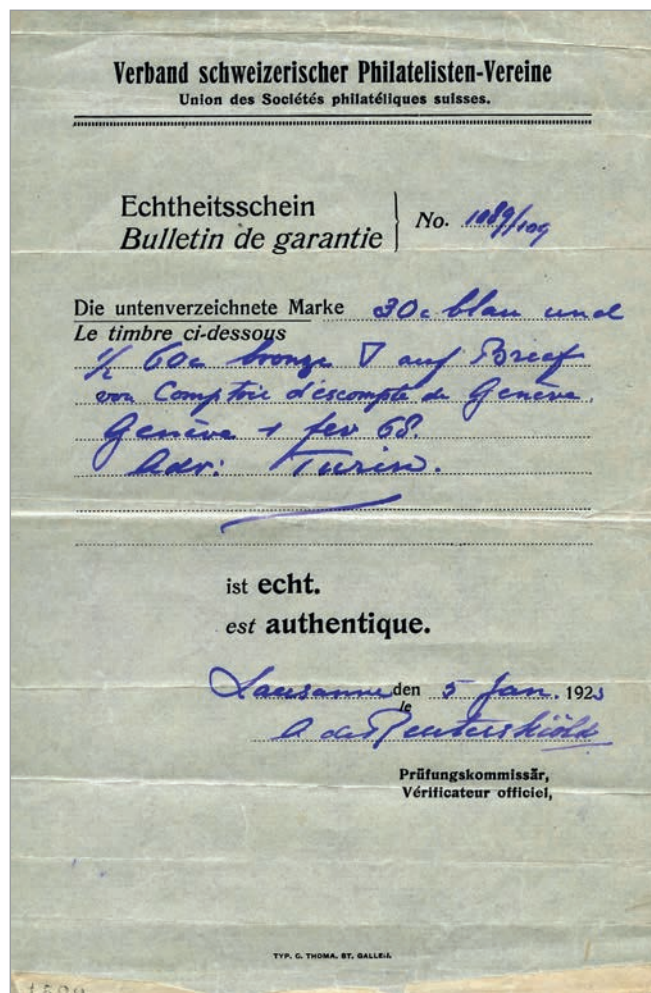 Verband schweizerischer Philatelisten-Vereine
Union des Sociétés philatéliques suisses.
Echtheitsschein
Bulletin de garantie
No. 1089/109
Die untenverzeichnete Marke 30c blau und
Le timbre ci-dessous
1/2 60c bronze ▽ auf Brief
von Comptoir d'escompte de Genève,
Genève 1 fev 68.
Adr: Turin.
ist echt.
est authentique.
Lausanne den 5 Jan. 1923
le
A de Reuterskiöld
Prüfungskommissär,
Vérificateur officiel,
TYP. C. THOMA, ST. GALLEN.